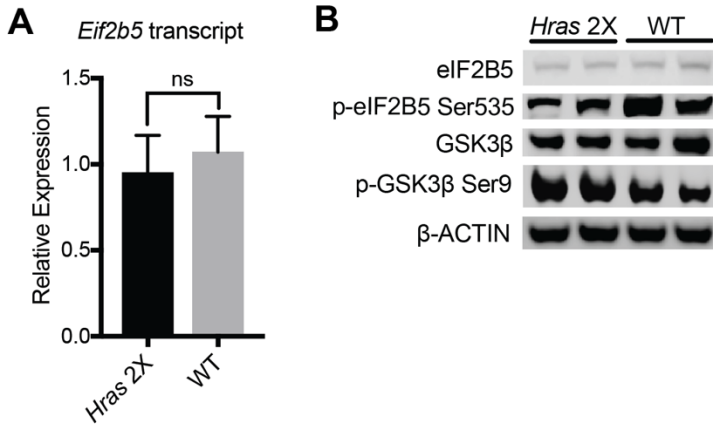 A
Eif2b5 transcript
ns
1.5
1.0
0.5
0.0
Relative Expression
Hras 2X
WT
B
Hras 2X WT
eIF2B5
p-eIF2B5 Ser535
GSK3β
p-GSK3β Ser9
β-ACTIN